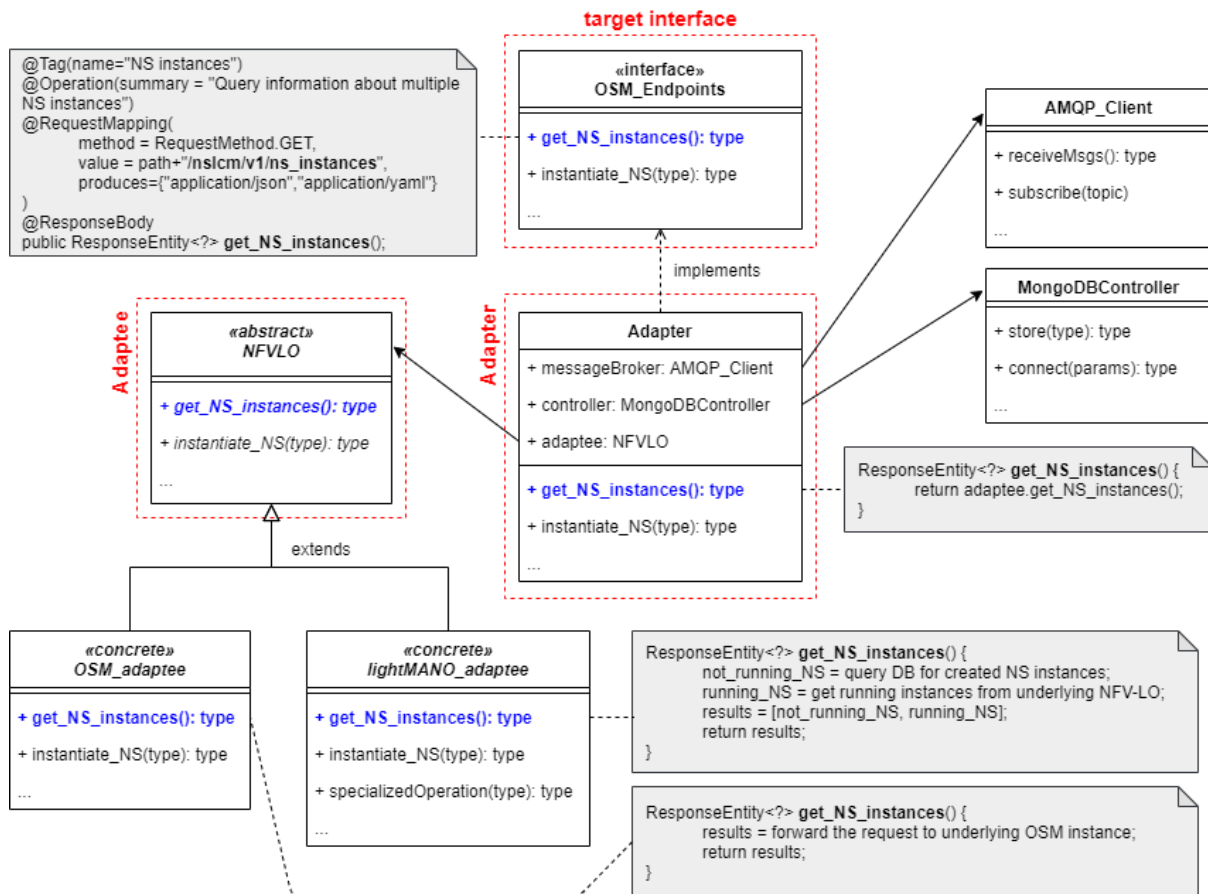 target interface
@Tag(name="NS instances")
@Operation(summary = "Query information about multiple
NS instances")
@RequestMapping(
method = RequestMethod.GET,
value = path+"/nslcm/v1/ns_instances",
produces={"application/json","application/yaml"}
)
@ResponseBody
public ResponseEntity<?> get_NS_instances();
«interface»
OSM_Endpoints
+ get_NS_instances(): type
+ instantiate_NS(type): type
...
AMQP_Client
+ receiveMsgs(): type
+ subscribe(topic)
...
implements
MongoDBController
+ store(type): type
+ connect(params): type
...
Adaptee
«abstract»
NFVLO
+ get_NS_instances(): type
+ instantiate_NS(type): type
...
Adapter
Adapter
+ messageBroker: AMQP_Client
+ controller: MongoDBController
+ adaptee: NFVLO
+ get_NS_instances(): type
+ instantiate_NS(type): type
...
ResponseEntity<?> get_NS_instances() {
return adaptee.get_NS_instances();
}
extends
«concrete»
OSM_adaptee
+ get_NS_instances(): type
+ instantiate_NS(type): type
...
«concrete»
lightMANO_adaptee
+ get_NS_instances(): type
+ instantiate_NS(type): type
+ specializedOperation(type): type
...
ResponseEntity<?> get_NS_instances() {
not_running_NS = query DB for created NS instances;
running_NS = get running instances from underlying NFV-LO;
results = [not_running_NS, running_NS];
return results;
}
ResponseEntity<?> get_NS_instances() {
results = forward the request to underlying OSM instance;
return results;
}